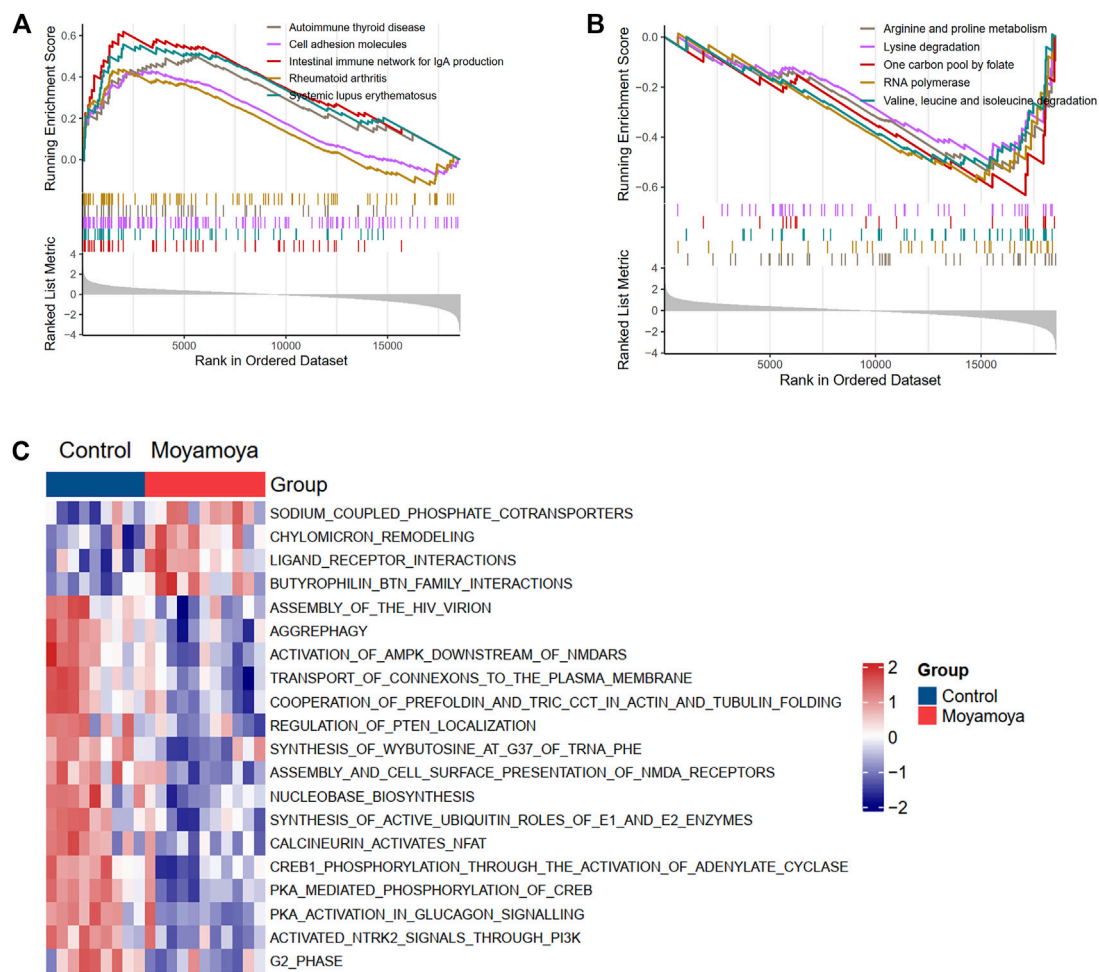 A
Running Enrichment Score
0.6
0.4
0.2
0.0
Autoimmune thyroid disease
Cell adhesion molecules
Intestinal immune network for IgA production
Rheumatoid arthritis
Systemic lupus erythematosus
Ranked List Metric
4
2
0
−2
−4
5000 10000 15000
Rank in Ordered Dataset
B
Running Enrichment Score
0.0
−0.2
−0.4
−0.6
Arginine and proline metabolism
Lysine degradation
One carbon pool by folate
RNA polymerase
Valine, leucine and isoleucine degradation
Ranked List Metric
4
2
0
−2
−4
5000 10000 15000
Rank in Ordered Dataset
C
Control Moyamoya
Group
SODIUM_COUPLED_PHOSPHATE_COTRANSPORTERS
CHYLOMICRON_REMODELING
LIGAND_RECEPTOR_INTERACTIONS
BUTYROPHILIN_BTN_FAMILY_INTERACTIONS
ASSEMBLY_OF_THE_HIV_VIRION
AGGREPHAGY
ACTIVATION_OF_AMPK_DOWNSTREAM_OF_NMDARS
TRANSPORT_OF_CONNEXONS_TO_THE_PLASMA_MEMBRANE
COOPERATION_OF_PREFOLDIN_AND_TRIC_CCT_IN_ACTIN_AND_TUBULIN_FOLDING
REGULATION_OF_PTEN_LOCALIZATION
SYNTHESIS_OF_WYBUTOSINE_AT_G37_OF_TRNA_PHE
ASSEMBLY_AND_CELL_SURFACE_PRESENTATION_OF_NMDA_RECEPTORS
NUCLEOBASE_BIOSYNTHESIS
SYNTHESIS_OF_ACTIVE_UBIQUITIN_ROLES_OF_E1_AND_E2_ENZYMES
CALCINEURIN_ACTIVATES_NFAT
CREB1_PHOSPHORYLATION_THROUGH_THE_ACTIVATION_OF_ADENYLATE_CYCLASE
PKA_MEDIATED_PHOSPHORYLATION_OF_CREB
PKA_ACTIVATION_IN_GLUCAGON_SIGNALLING
ACTIVATED_NTRK2_SIGNALS_THROUGH_PI3K
G2_PHASE
2
1
0
−1
−2
Group
Control
Moyamoya